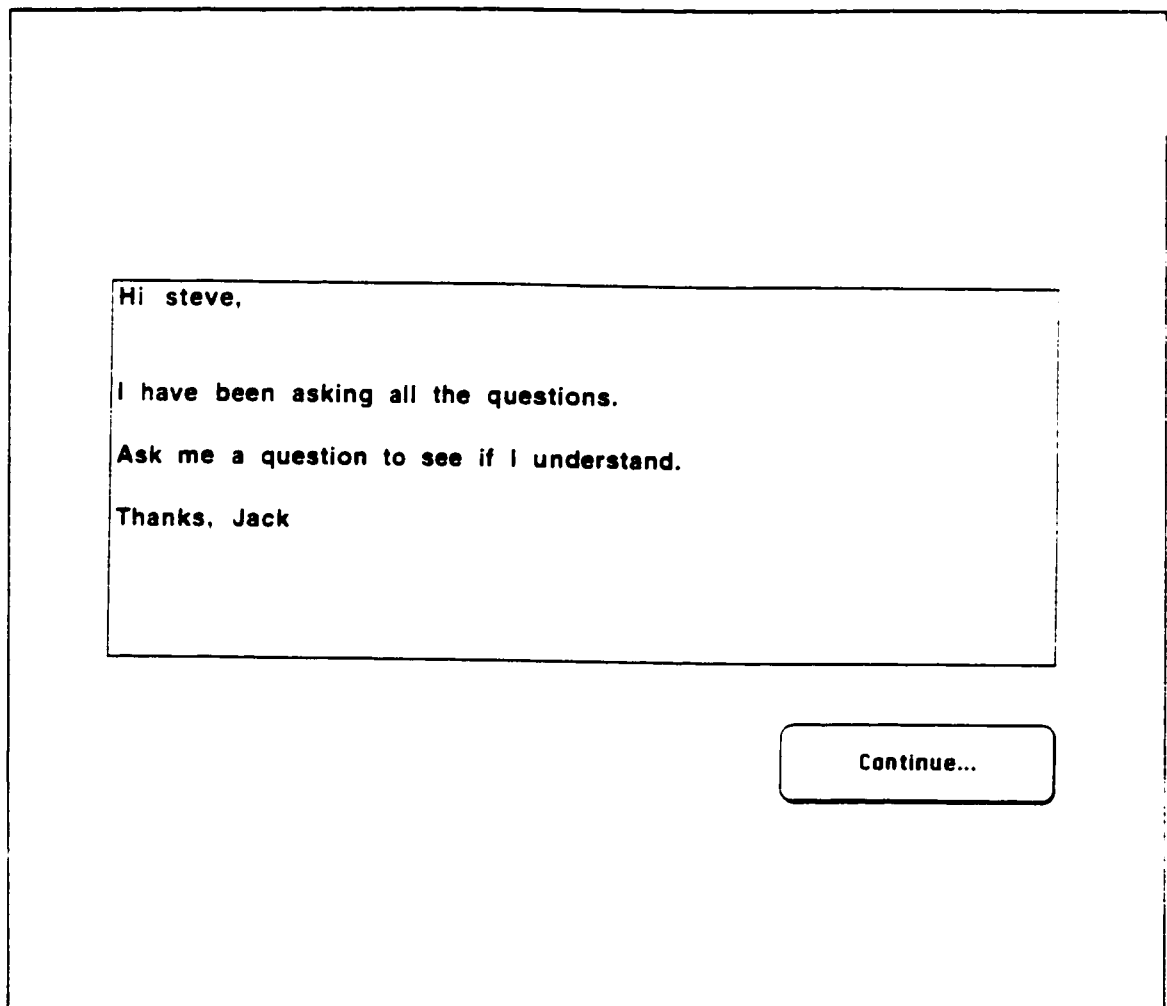 Hi steve,
I have been asking all the questions.
Ask me a question to see if I understand.
Thanks, Jack
Continue...